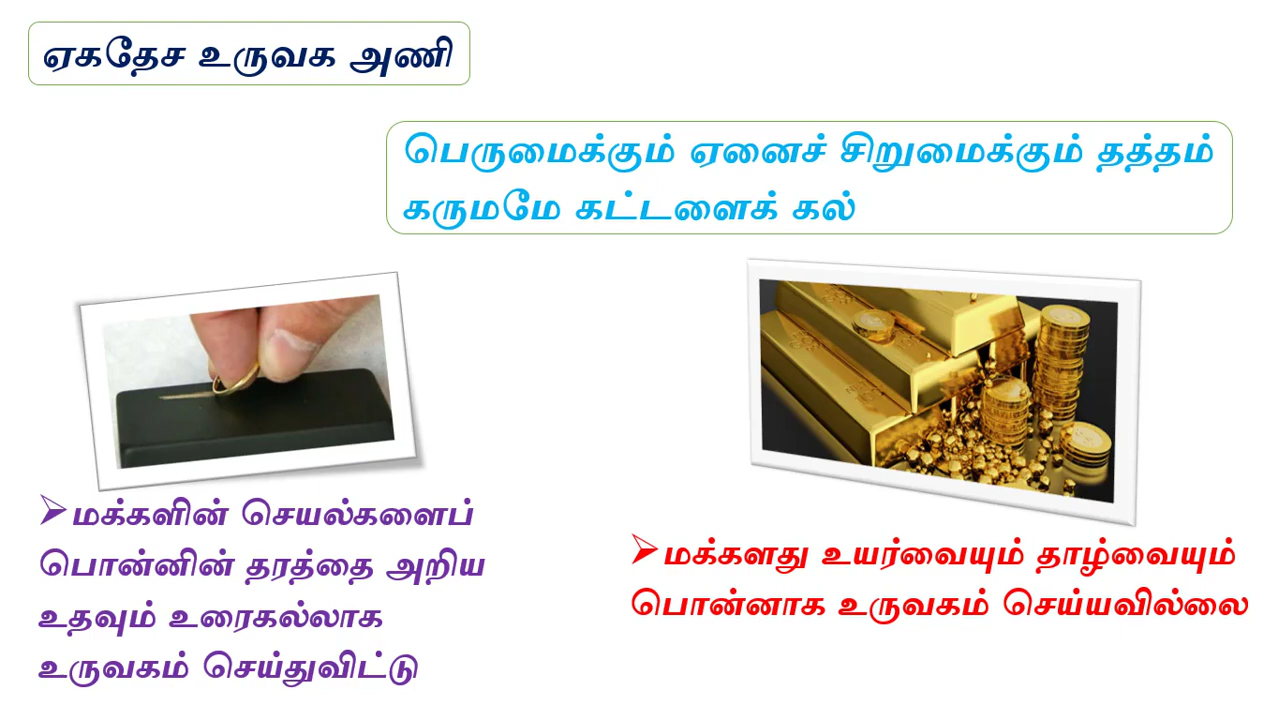 ஏகதேச உருவக அணி
பெருமைக்கும் ஏனைச் சிறுமைக்கும் தத்தம்
கருமமே கட்டளைக் கல்
➢மக்களின் செயல்களைப்
பொன்னின் தரத்தை அறிய
உதவும் உரைகல்லாக
உருவகம் செய்துவிட்டு
➢மக்களது உயர்வையும் தாழ்வையும்
பொன்னாக உருவகம் செய்யவில்லை